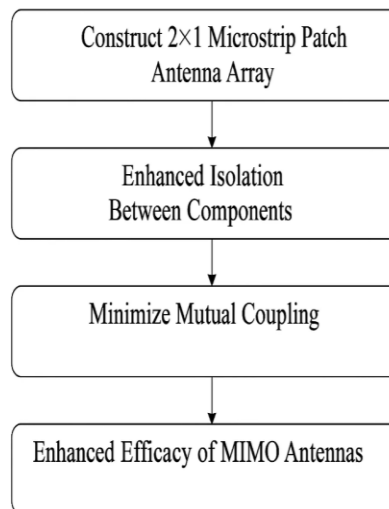 Construct 2×1 Microstrip Patch
Antenna Array
Enhanced Isolation
Between Components
Minimize Mutual Coupling
Enhanced Efficacy of MIMO Antennas